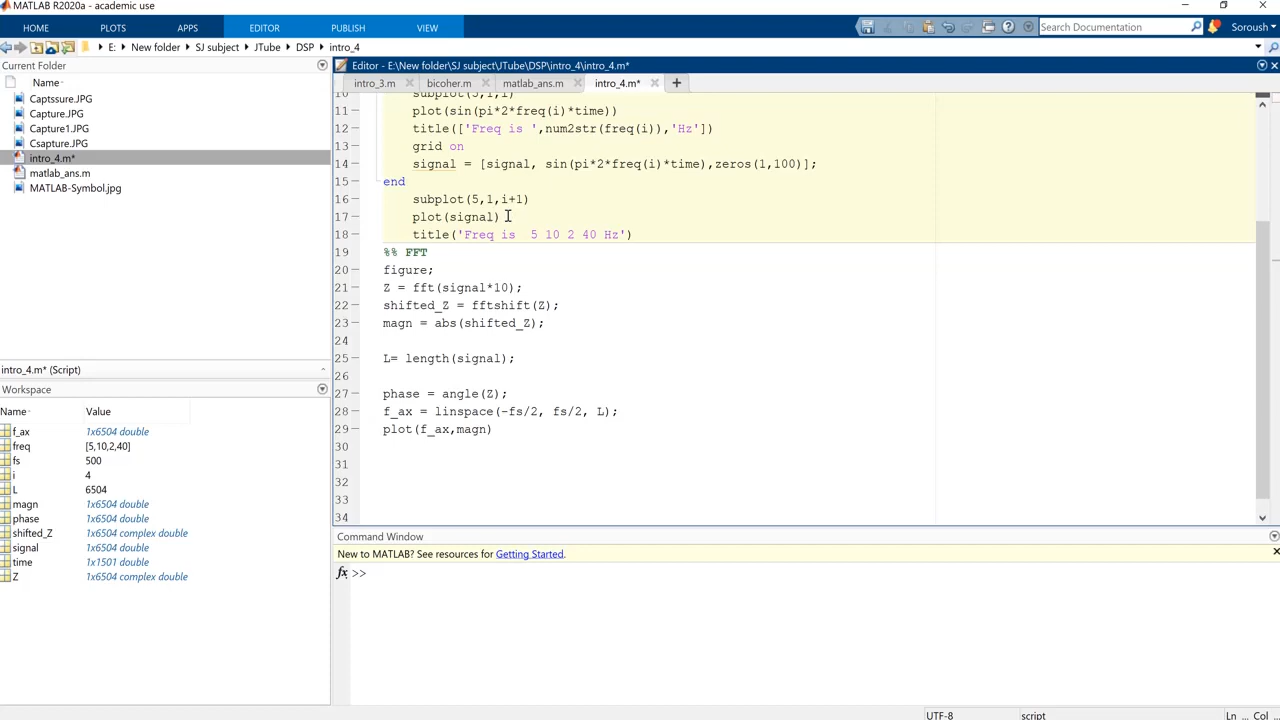 MATLAB R2020a - academic use
HOME PLOTS APPS EDITOR PUBLISH VIEW Search Documentation Soroush
E: New folder SJ subject JTube DSP intro_4
Current Folder
Name
Captssure.JPG
Capture.JPG
Capture1.JPG
Csapture.JPG
intro_4.m*
matlab_ans.m
MATLAB-Symbol.jpg
intro_4.m* (Script)
Workspace
Name Value
f_ax 1x6504 double
freq [5,10,2,40]
fs 500
i 4
L 6504
magn 1x6504 double
phase 1x6504 double
shifted_Z 1x6504 complex double
signal 1x6504 double
time 1x1501 double
Z 1x6504 complex double
Editor - E:\New folder\SJ subject\JTube\DSP\intro_4\intro_4.m*
intro_3.m bicoher.m matlab_ans.m intro_4.m*
10 subplot(5,1,i)
11 plot(sin(pi*2*freq(i)*time))
12 title(['Freq is ',num2str(freq(i)),'Hz'])
13 grid on
14 signal = [signal, sin(pi*2*freq(i)*time),zeros(1,100)];
15 end
16 subplot(5,1,i+1)
17 plot(signal)
18 title('Freq is  5 10 2 40 Hz')
19 %% FFT
20 figure;
21 Z = fft(signal*10);
22 shifted_Z = fftshift(Z);
23 magn = abs(shifted_Z);
24
25 L= length(signal);
26
27 phase = angle(Z);
28 f_ax = linspace(-fs/2, fs/2, L);
29 plot(f_ax,magn)
30
31
32
33
34
Command Window
New to MATLAB? See resources for Getting Started.
fx >>
UTF-8 script Ln ... Col ...